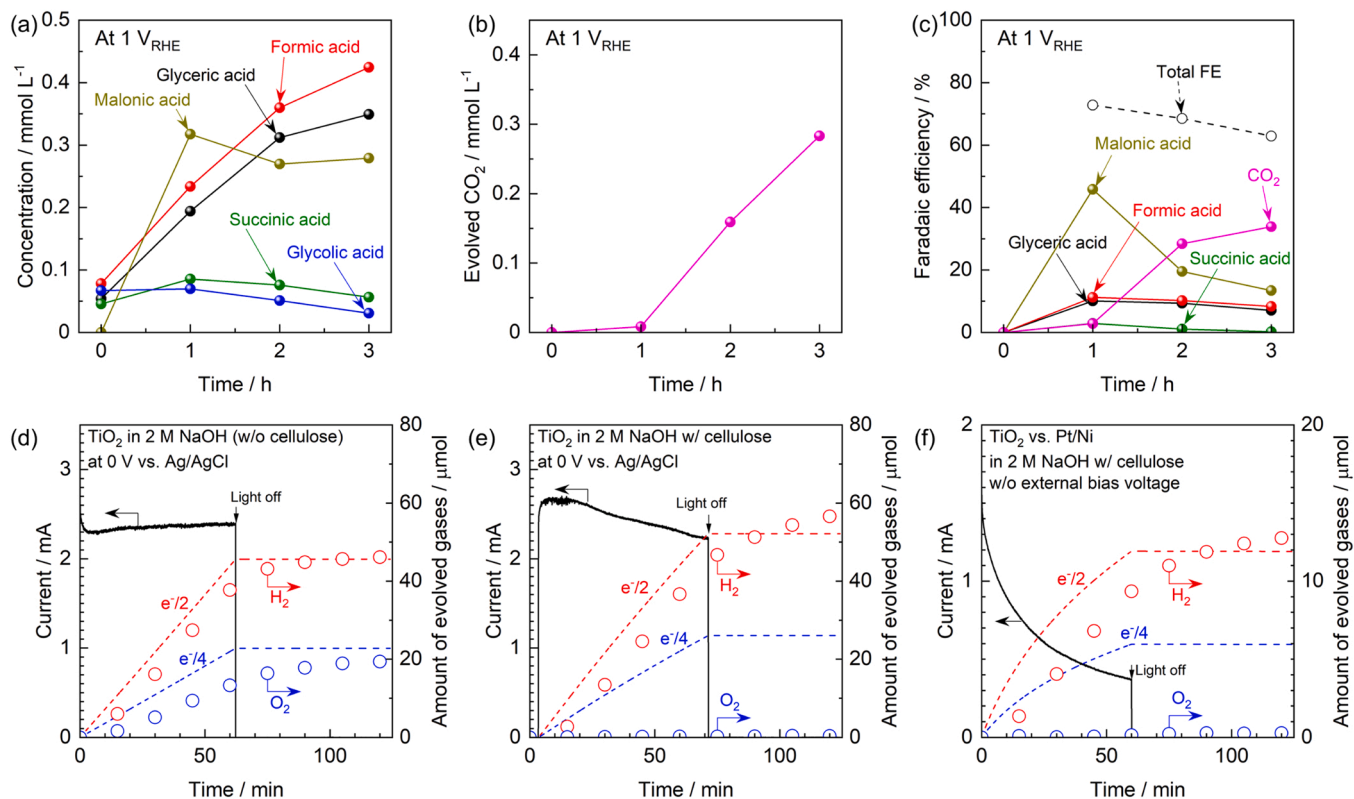 (a)
At 1 V_RHE
Formic acid
Glyceric acid
Malonic acid
Succinic acid
Glycolic acid
Concentration / mmol L⁻¹
0.5
0.4
0.3
0.2
0.1
0
0 1 2 3
Time / h
(b)
At 1 V_RHE
Evolved CO₂ / mmol L⁻¹
0.4
0.3
0.2
0.1
0
0 1 2 3
Time / h
(c)
At 1 V_RHE
Total FE
Malonic acid
CO₂
Formic acid
Glyceric acid
Succinic acid
Faradaic efficiency / %
100
80
60
40
20
0
0 1 2 3
Time / h
(d)
TiO₂ in 2 M NaOH (w/o cellulose)
at 0 V vs. Ag/AgCl
Light off
e⁻/2
H₂
e⁻/4
O₂
Current / mA
3
2
1
0
Amount of evolved gases / μmol
80
60
40
20
0
0 50 100
Time / min
(e)
TiO₂ in 2 M NaOH w/ cellulose
at 0 V vs. Ag/AgCl
Light off
e⁻/2
H₂
e⁻/4
O₂
Current / mA
3
2
1
0
Amount of evolved gases / μmol
80
60
40
20
0
0 50 100
Time / min
(f)
TiO₂ vs. Pt/Ni
in 2 M NaOH w/ cellulose
w/o external bias voltage
e⁻/2
H₂
e⁻/4
Light off
O₂
Current / mA
2
1
0
Amount of evolved gases / μmol
20
10
0
0 50 100
Time / min